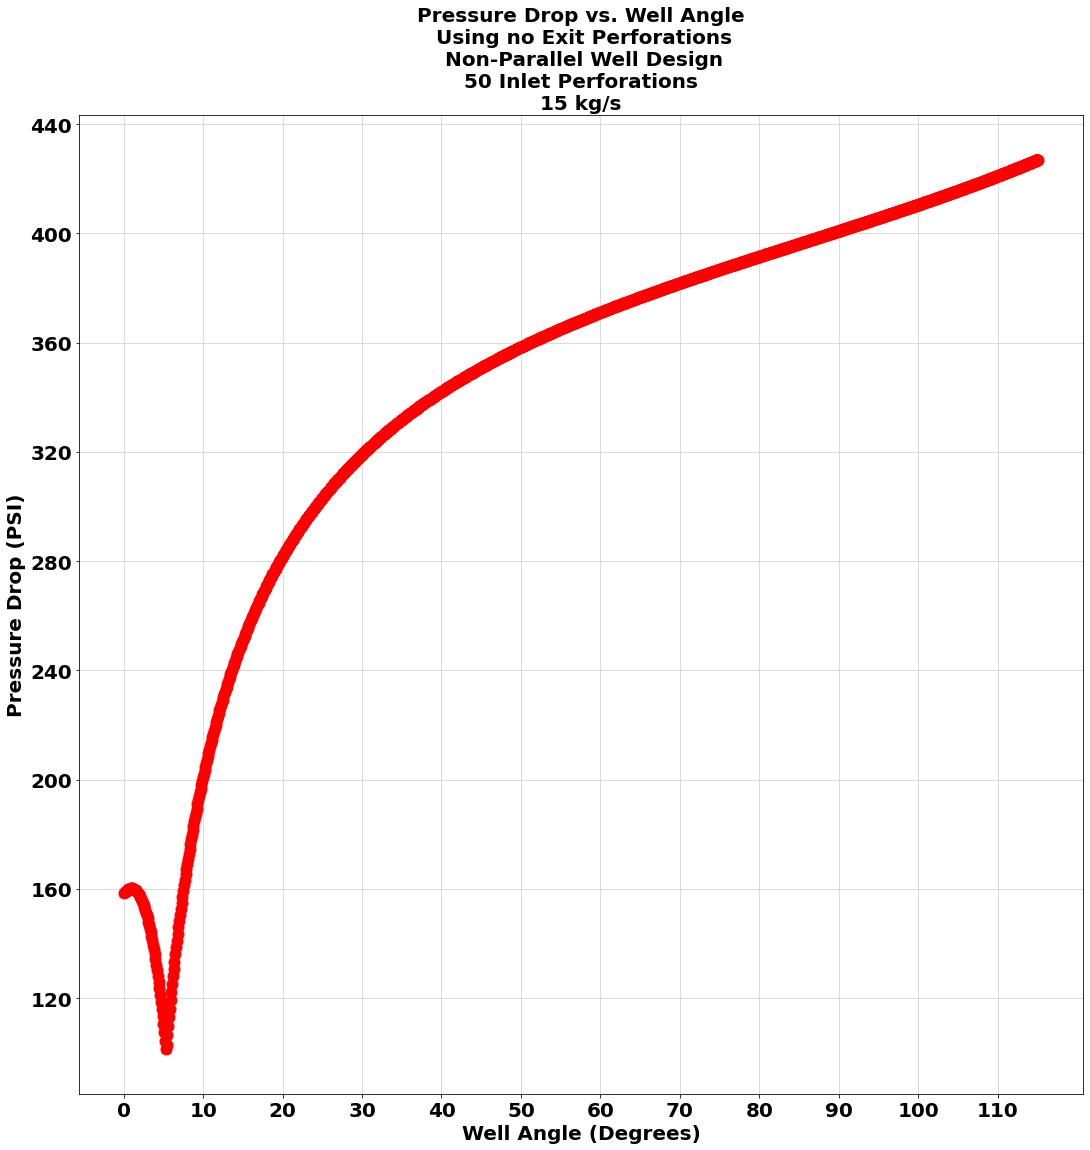 Pressure Drop vs. Well Angle
Using no Exit Perforations
Non-Parallel Well Design
50 Inlet Perforations
15 kg/s
440
400
360
320
280
240
200
160
120
Pressure Drop (PSI)
0 10 20 30 40 50 60 70 80 90 100 110
Well Angle (Degrees)